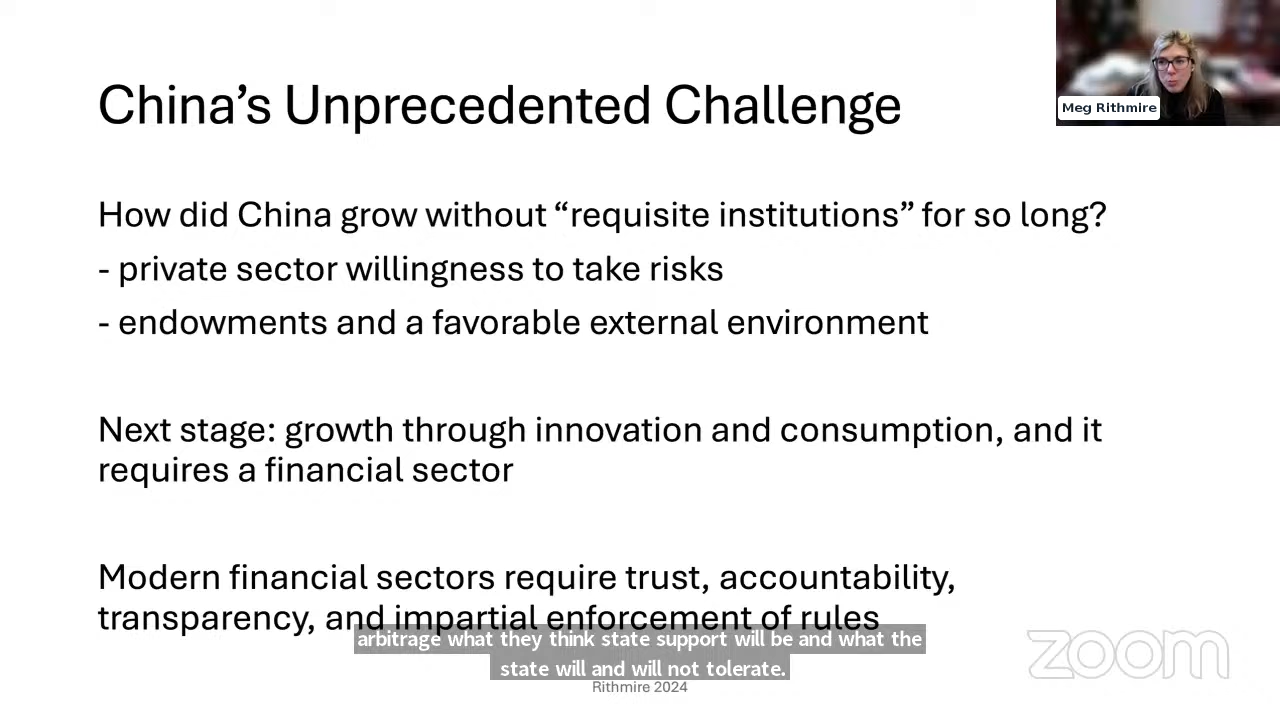 China’s Unprecedented Challenge
Meg Rithmire
How did China grow without “requisite institutions” for so long?
- private sector willingness to take risks
- endowments and a favorable external environment
Next stage: growth through innovation and consumption, and it
requires a financial sector
Modern financial sectors require trust, accountability,
transparency, and impartial enforcement of rules
arbitrage what they think state support will be and what the
state will and will not tolerate.
Rithmire 2024
zoom